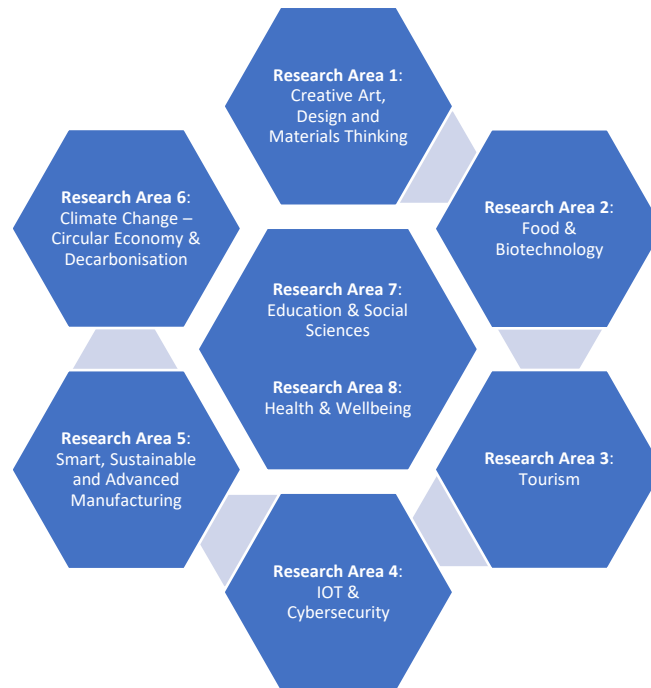 Research Area 1:
Creative Art,
Design and
Materials Thinking
Research Area 2:
Food &
Biotechnology
Research Area 3:
Tourism
Research Area 4:
IOT &
Cybersecurity
Research Area 5:
Smart, Sustainable
and Advanced
Manufacturing
Research Area 6:
Climate Change –
Circular Economy &
Decarbonisation
Research Area 7:
Education & Social
Sciences
Research Area 8:
Health & Wellbeing